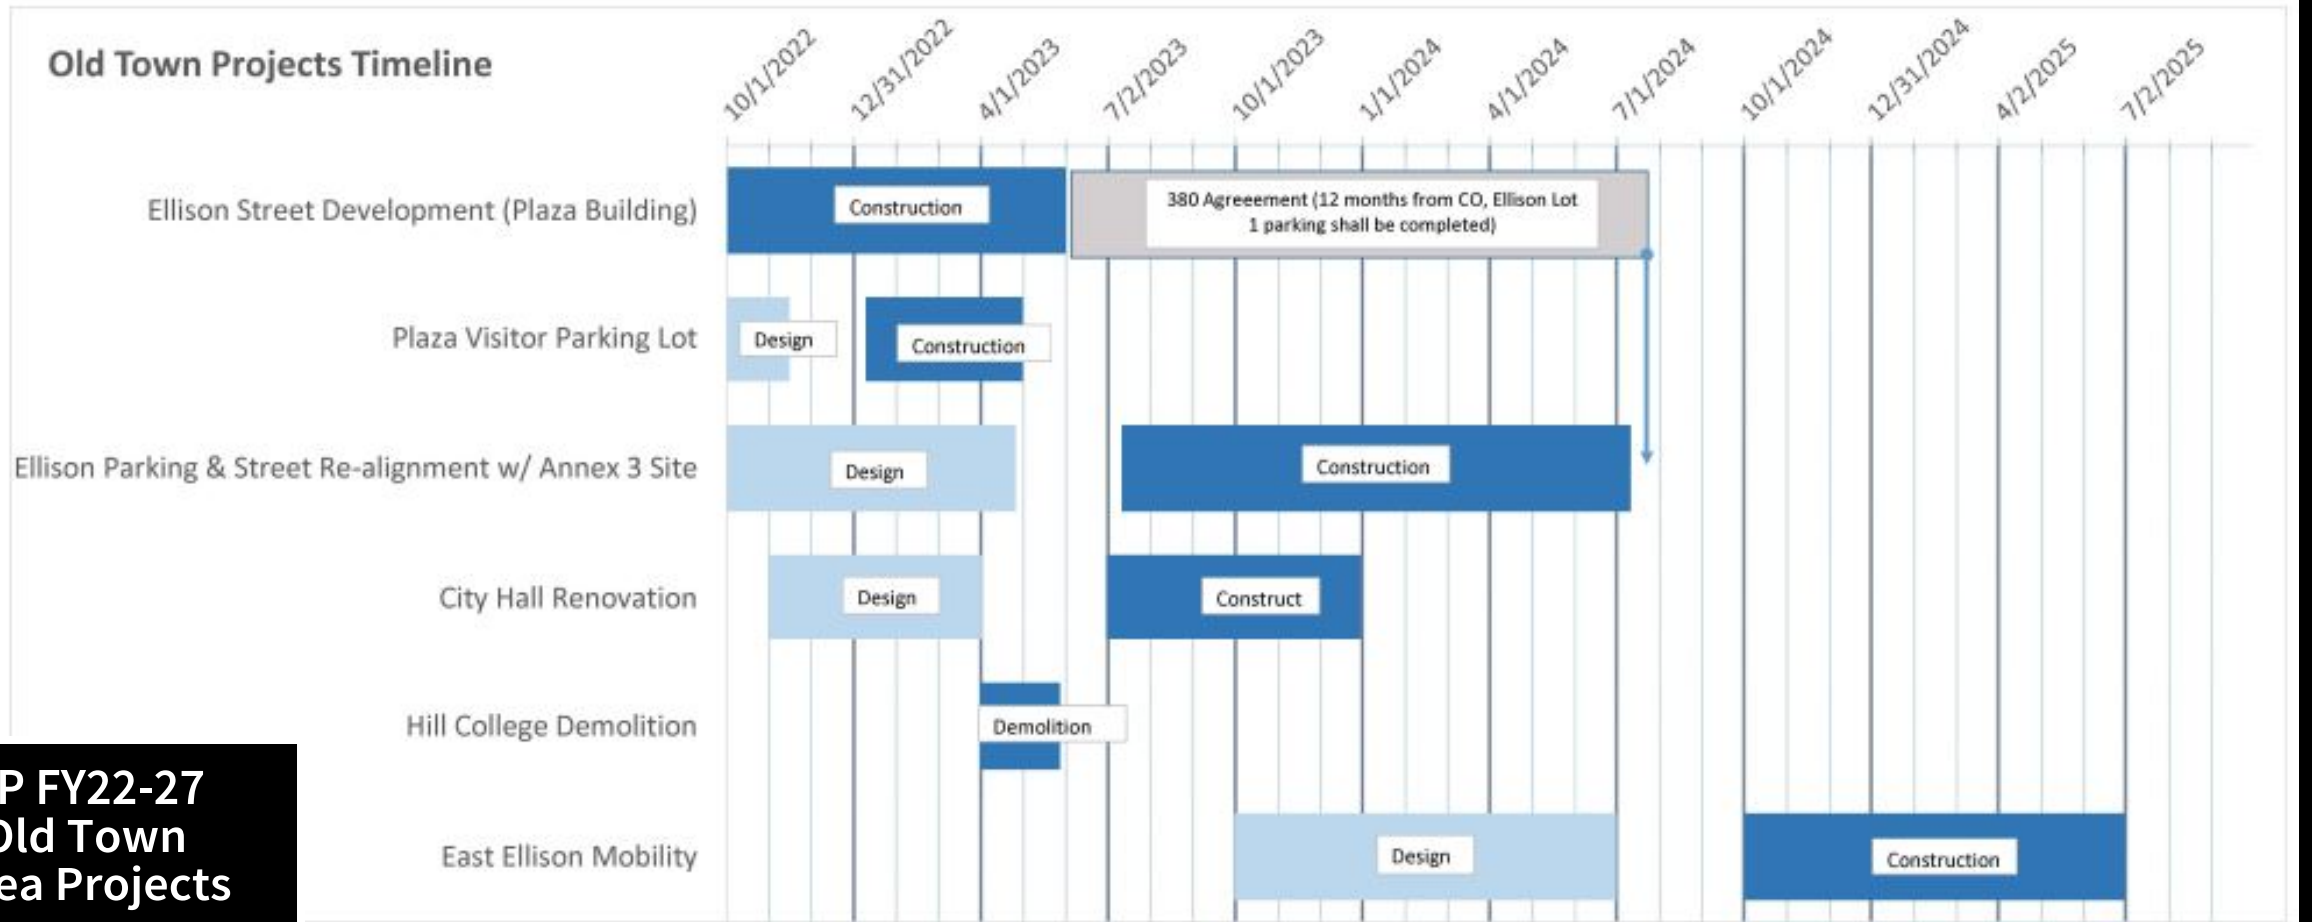 Old Town Projects Timeline
10/1/2022
12/31/2022
4/1/2023
7/2/2023
10/1/2023
1/1/2024
4/1/2024
7/1/2024
10/1/2024
12/31/2024
4/2/2025
7/2/2025
Ellison Street Development (Plaza Building)
Construction
380 Agreeement (12 months from CO, Ellison Lot
1 parking shall be completed)
Plaza Visitor Parking Lot
Design
Construction
Ellison Parking & Street Re-alignment w/ Annex 3 Site
Design
Construction
City Hall Renovation
Design
Construct
Hill College Demolition
Demolition
East Ellison Mobility
Design
Construction
P FY22-27
Old Town
ea Projects